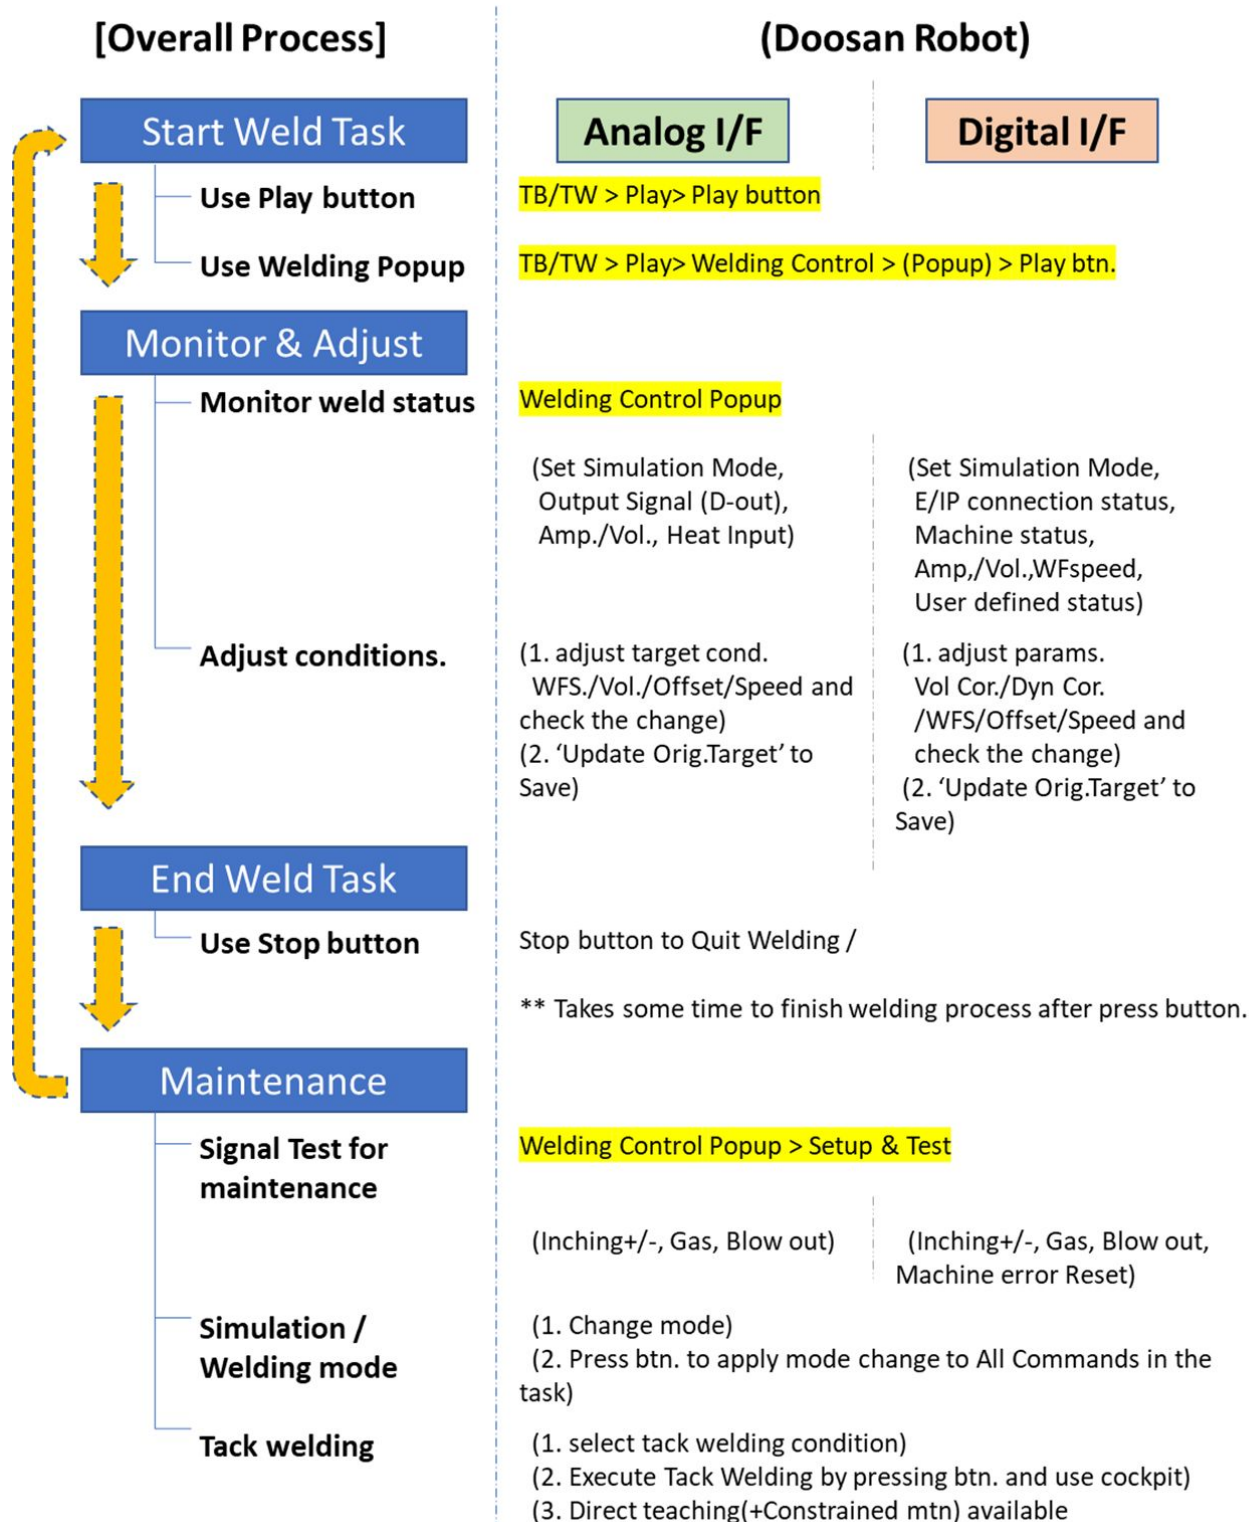 [Overall Process]
(Doosan Robot)
Start Weld Task
Analog I/F
Digital I/F
Use Play button
TB/TW > Play> Play button
Use Welding Popup
TB/TW > Play> Welding Control > (Popup) > Play btn.
Monitor & Adjust
Monitor weld status
Welding Control Popup
(Set Simulation Mode,
Output Signal (D-out),
Amp./Vol., Heat Input)
(Set Simulation Mode,
E/IP connection status,
Machine status,
Amp,/Vol.,WFspeed,
User defined status)
Adjust conditions.
(1. adjust target cond.
WFS./Vol./Offset/Speed and
check the change)
(2. ‘Update Orig.Target’ to
Save)
(1. adjust params.
Vol Cor./Dyn Cor.
/WFS/Offset/Speed and
check the change)
(2. ‘Update Orig.Target’ to
Save)
End Weld Task
Use Stop button
Stop button to Quit Welding /
** Takes some time to finish welding process after press button.
Maintenance
Signal Test for
maintenance
Welding Control Popup > Setup & Test
(Inching+/-, Gas, Blow out)
(Inching+/-, Gas, Blow out,
Machine error Reset)
Simulation /
Welding mode
(1. Change mode)
(2. Press btn. to apply mode change to All Commands in the
task)
Tack welding
(1. select tack welding condition)
(2. Execute Tack Welding by pressing btn. and use cockpit)
(3. Direct teaching(+Constrained mtn) available